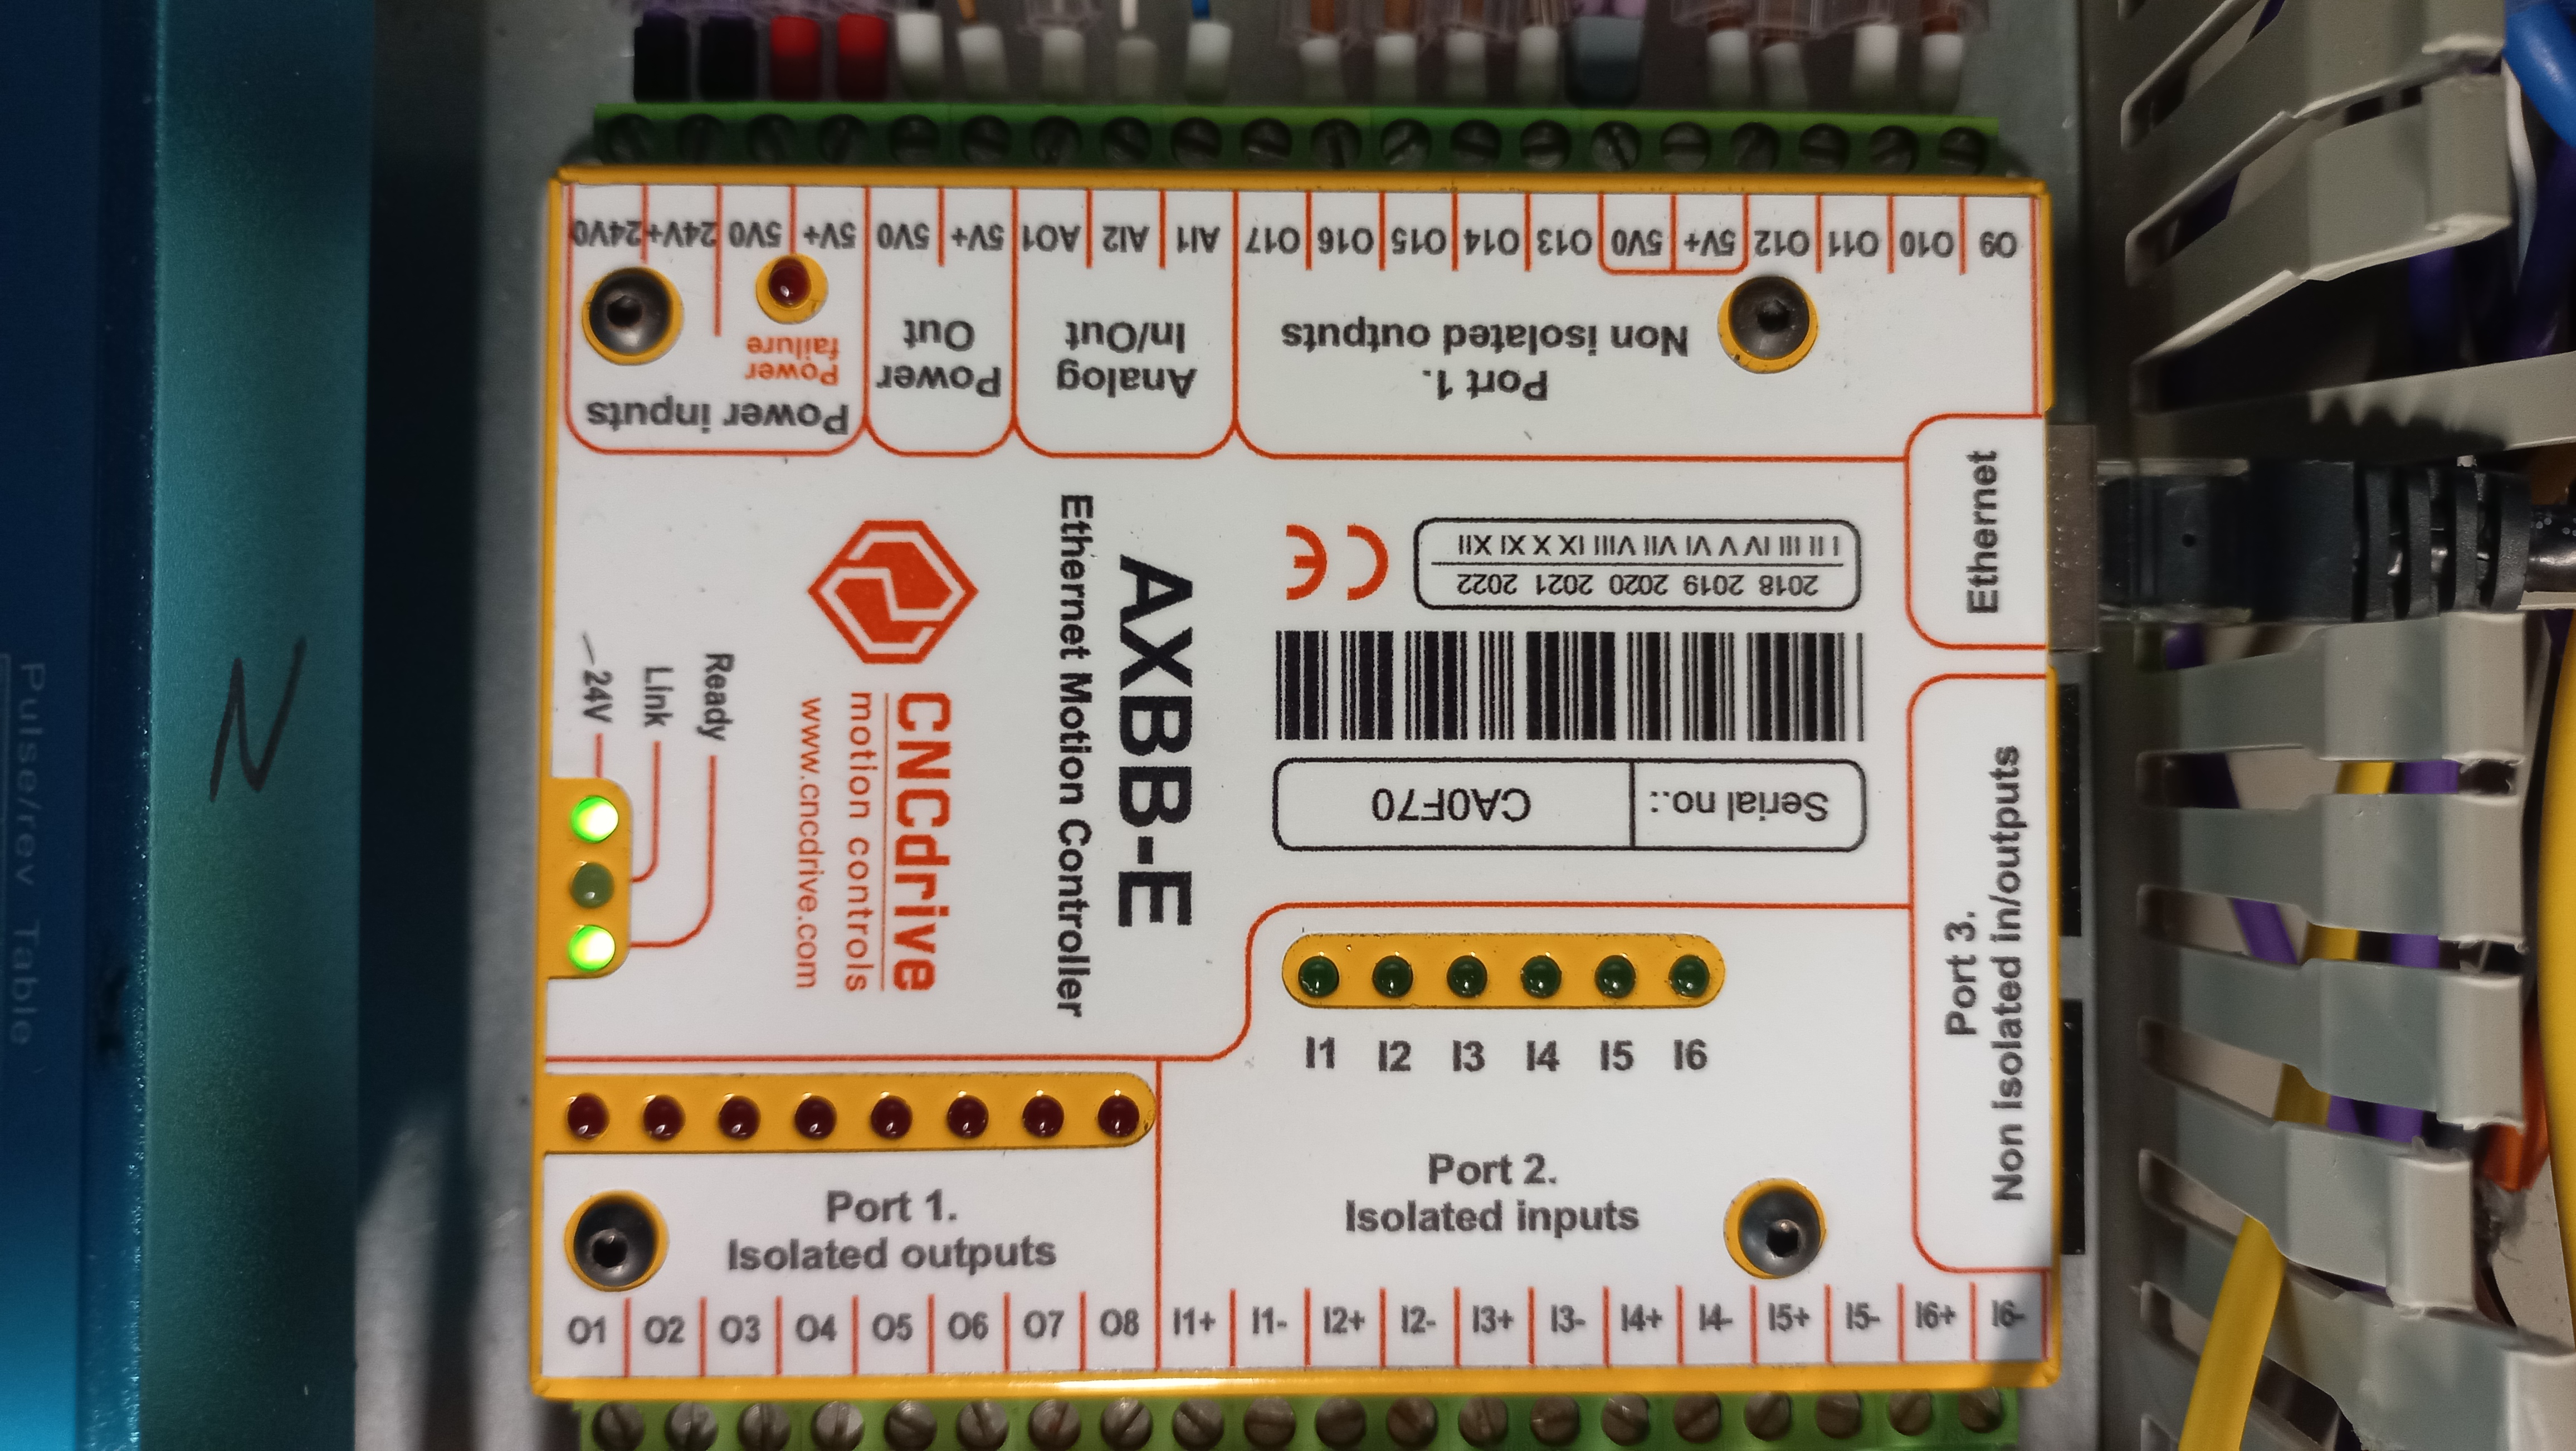 Pulse/rev Table
N
24V
Link
Ready
CNCdrive
motion controls
www.cncdrive.com
AXBB-E
Ethernet Motion Controller
Power inputs
Power
failure
24V0
24V+
5V0
5V+
Power
Out
5V0
5V+
Analog
In/Out
AO1
AI2
AI1
Port 1.
Non isolated outputs
O17
O16
O15
O14
O13
5V0
5V+
O12
O11
O10
O9
Port 1.
Isolated outputs
O1
O2
O3
O4
O5
O6
O7
O8
Port 2.
Isolated inputs
I1+
I1-
I2+
I2-
I3+
I3-
I4+
I4-
I5+
I5-
I6+
I6-
I1
I2
I3
I4
I5
I6
Serial no.: CA0F70
CE
2018 2019 2020 2021 2022
I II III IV V VI VII VIII IX X XI XII
Port 3.
Non isolated in/outputs
Ethernet